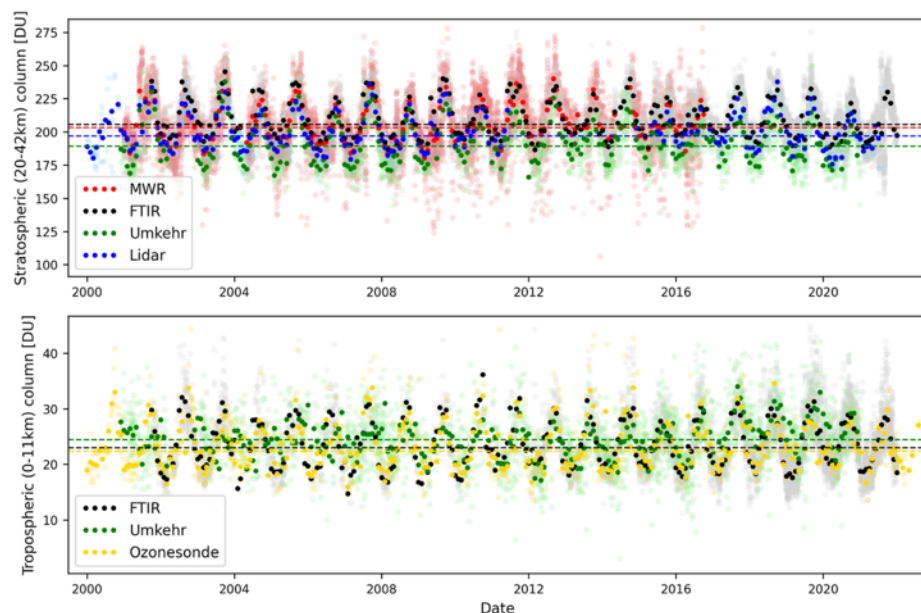 Stratospheric (20-42km) column [DU]
275
250
225
200
175
150
125
100
MWR
FTIR
Umkehr
Lidar
2000 2004 2008 2012 2016 2020
Tropospheric (0-11km) column [DU]
40
30
20
10
FTIR
Umkehr
Ozonesonde
2000 2004 2008 2012 2016 2020
Date